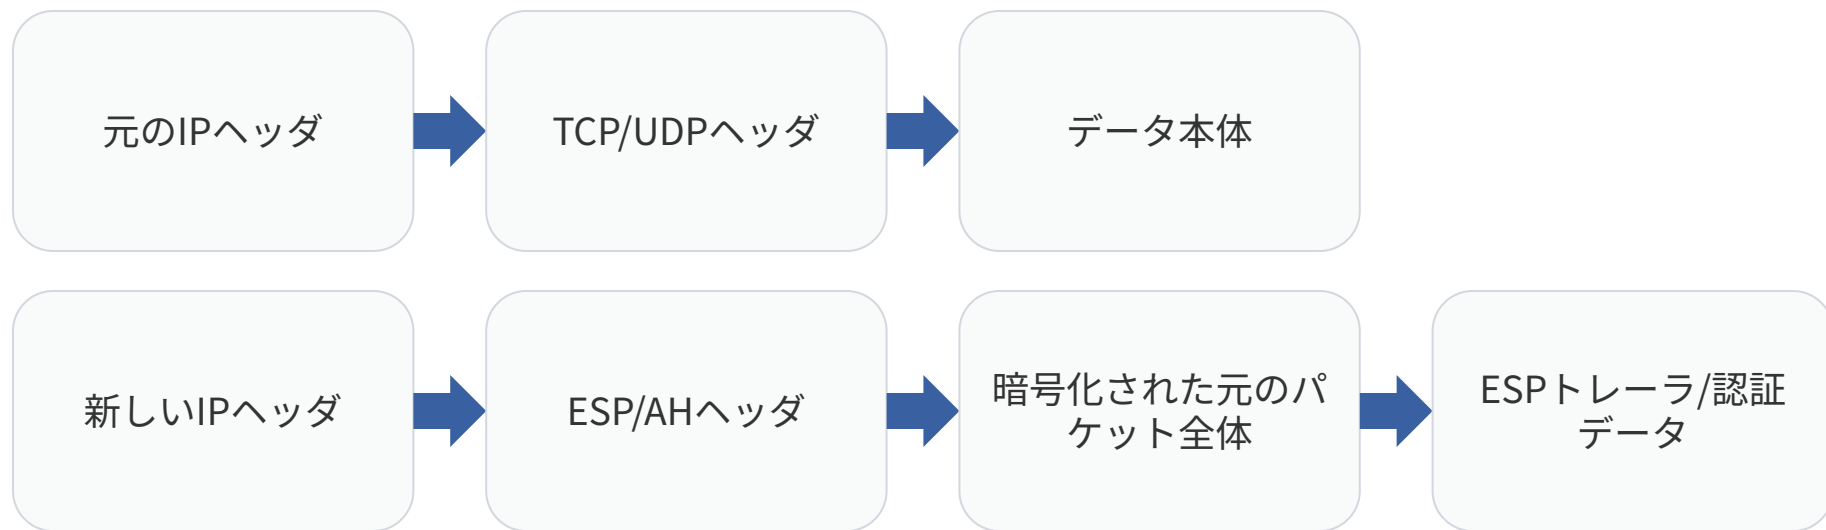 元のIPヘッダ
TCP/UDPヘッダ
データ本体
新しいIPヘッダ
ESP/AHヘッダ
暗号化された元のパ
ケット全体
ESPトレーラ/認証
データ